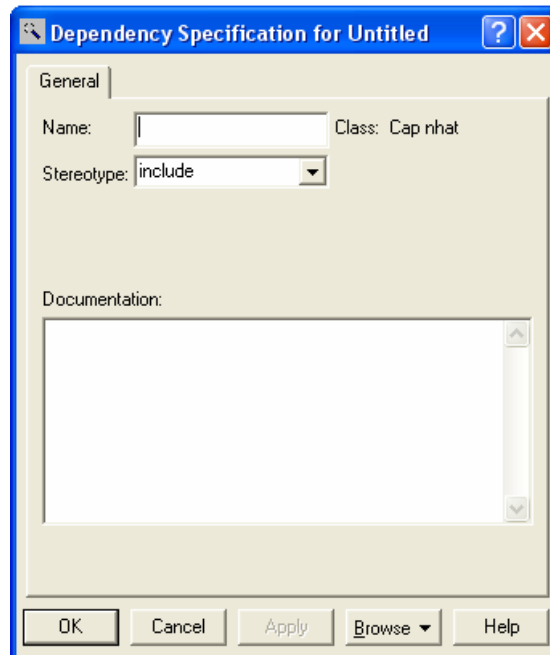 Dependency Specification for Untitled
General
Name: Class: Cap nhat
Stereotype: include
Documentation:
OK Cancel Apply Browse Help